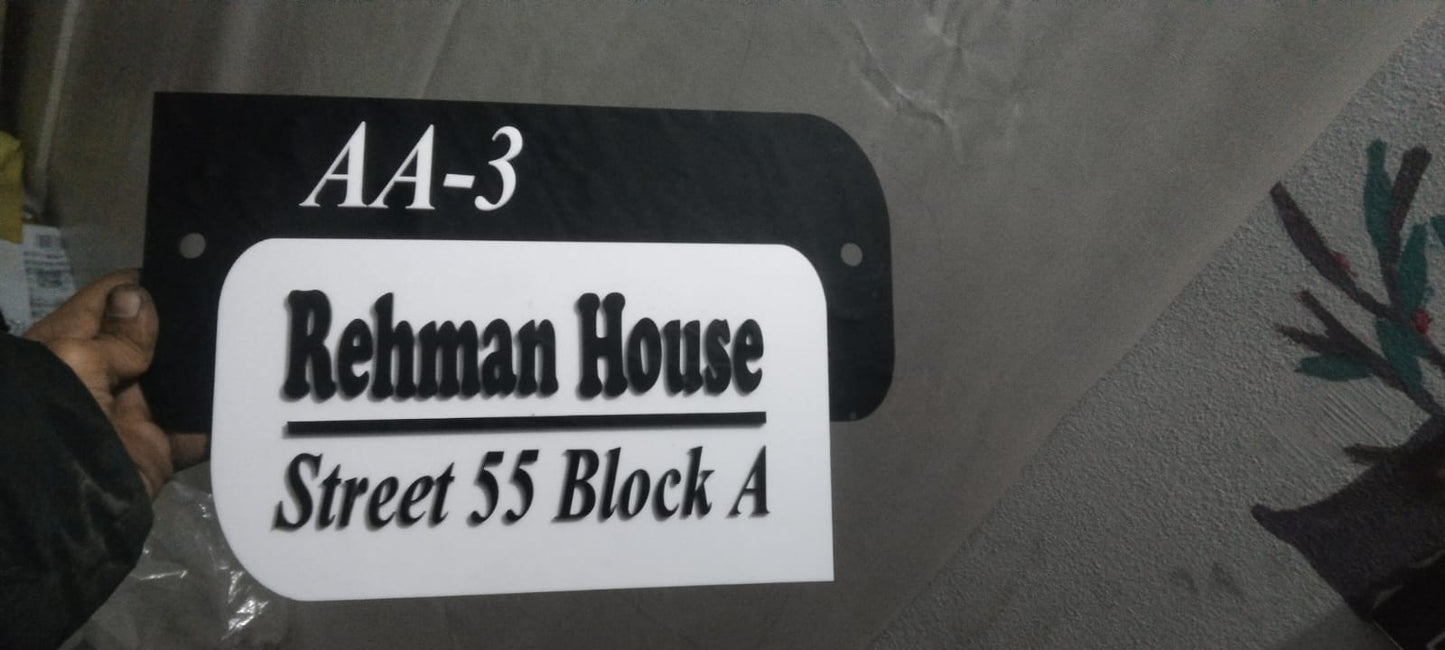 AA-3
Rehman House
Street 55 Block A